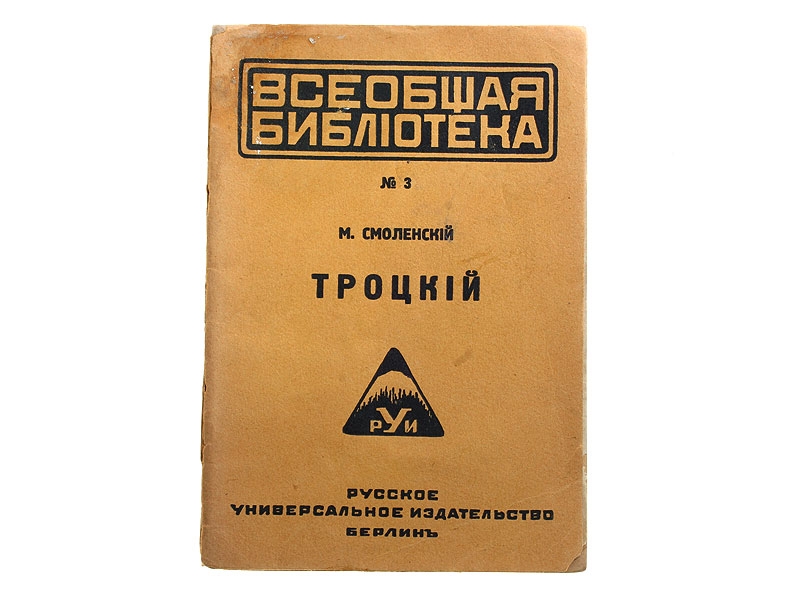 ВСЕОБЩАЯ
БИБЛІОТЕКА
№ 3
М. СМОЛЕНСКІЙ
ТРОЦКІЙ
РУИ
РУССКОЕ
УНИВЕРСАЛЬНОЕ ИЗДАТЕЛЬСТВО
БЕРЛИНЪ